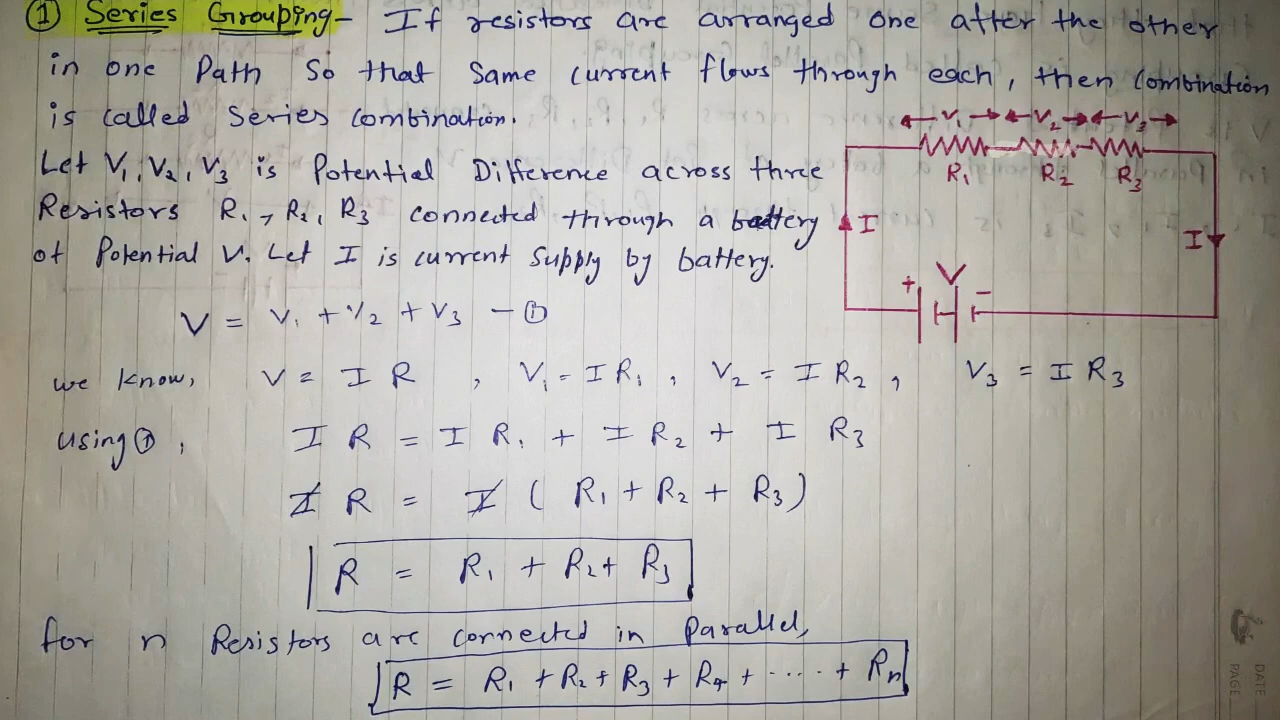 ① Series Grouping - If resistors are arranged one after the other
in one Path So that Same current flows through each, then Combination
is called Series Combination.
← V₁ → ← V₂ → ← V₃ →
R₁ R₂ R₃
Let V₁, V₂, V₃ is Potential Difference across three
Resistors R₁, R₂, R₃ connected through a battery
I
I
of Potential V. Let I is current Supply by battery.
V
+ -
V = V₁ + V₂ + V₃ - ①
we know, V = I R , V₁ = I R₁ , V₂ = I R₂ , V₃ = I R₃
using ①, I R = I R₁ + I R₂ + I R₃
I R = I ( R₁ + R₂ + R₃ )
R = R₁ + R₂ + R₃
for n Resistors are connected in Parallel,
R = R₁ + R₂ + R₃ + R₄ + ..... + Rₙ
DATE
PAGE